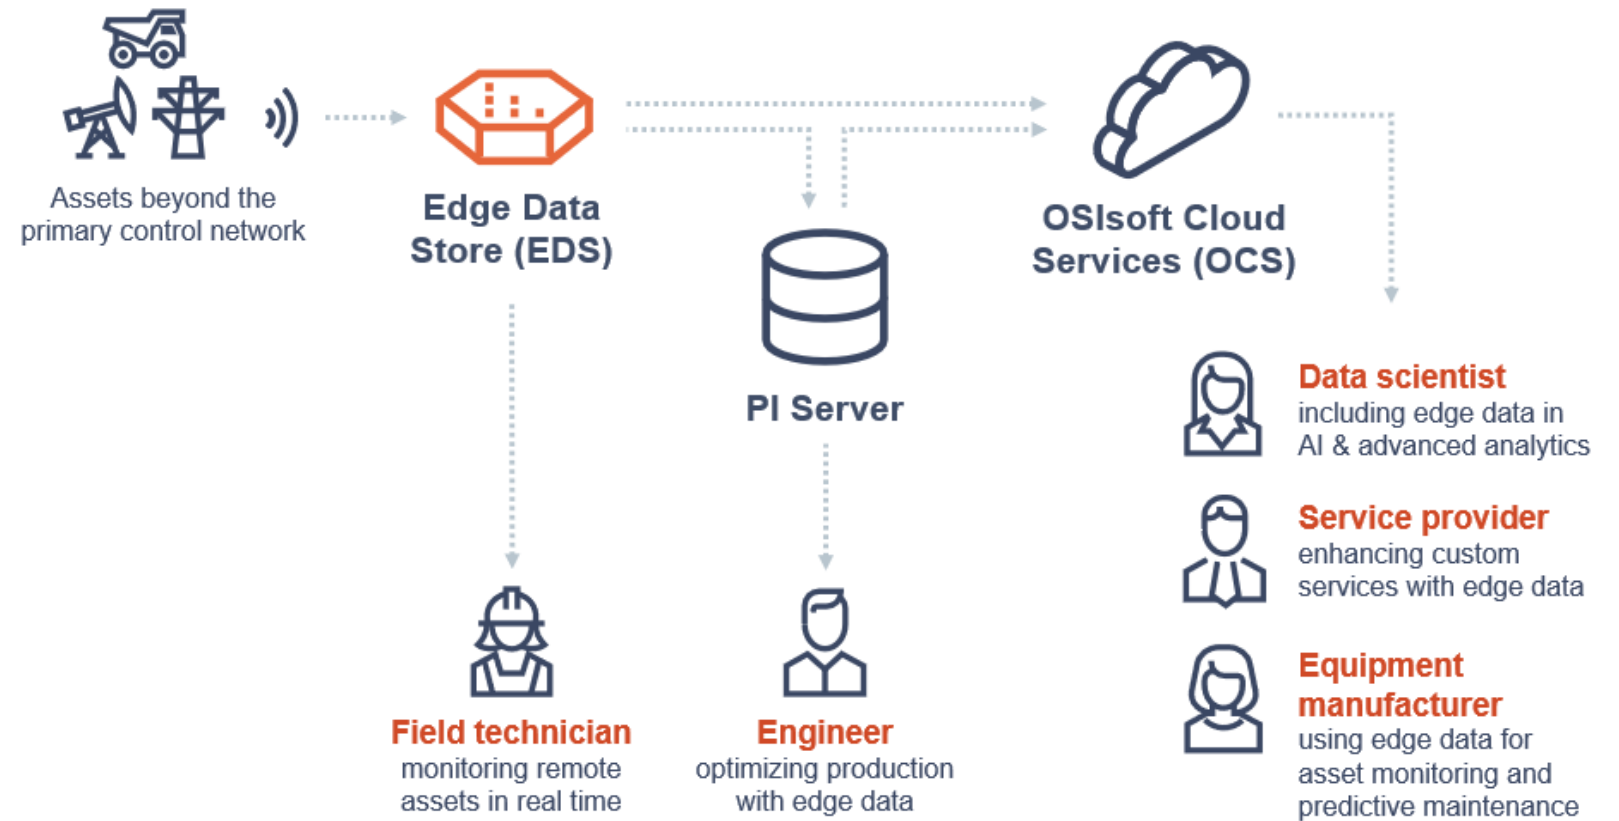 Assets beyond the
primary control network
Edge Data
Store (EDS)
PI Server
OSIsoft Cloud
Services (OCS)
Field technician
monitoring remote
assets in real time
Engineer
optimizing production
with edge data
Data scientist
including edge data in
AI & advanced analytics
Service provider
enhancing custom
services with edge data
Equipment
manufacturer
using edge data for
asset monitoring and
predictive maintenance